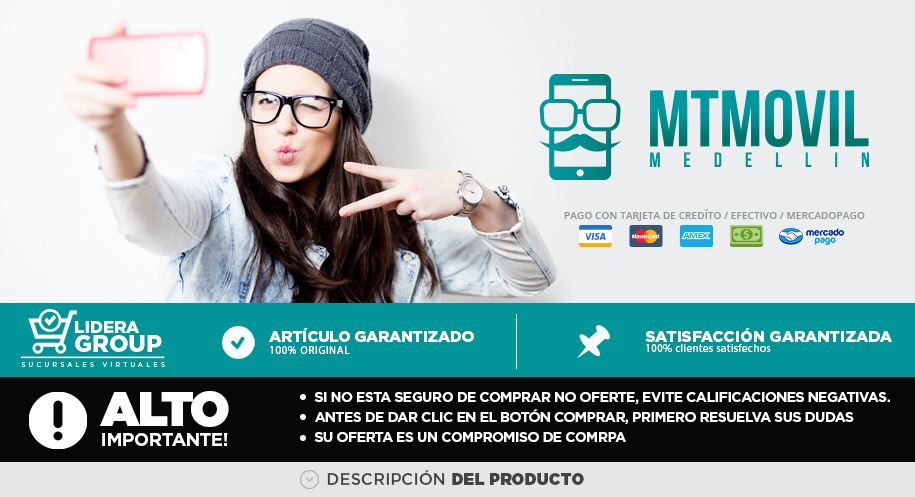 MTMOVIL
MEDELLIN
PAGO CON TARJETA DE CREDÍTO / EFECTIVO / MERCADOPAGO
VISA MasterCard AMEX $ mercado
pago
LIDERA
GROUP
SUCURSALES VIRTUALES
ARTÍCULO GARANTIZADO
100% ORIGINAL
SATISFACCIÓN GARANTIZADA
100% clientes satisfechos
! ALTO
IMPORTANTE!
• SI NO ESTA SEGURO DE COMPRAR NO OFERTE, EVITE CALIFICACIONES NEGATIVAS.
• ANTES DE DAR CLIC EN EL BOTÓN COMPRAR, PRIMERO RESUELVA SUS DUDAS
• SU OFERTA ES UN COMPROMISO DE COMRPA
DESCRIPCIÓN DEL PRODUCTO